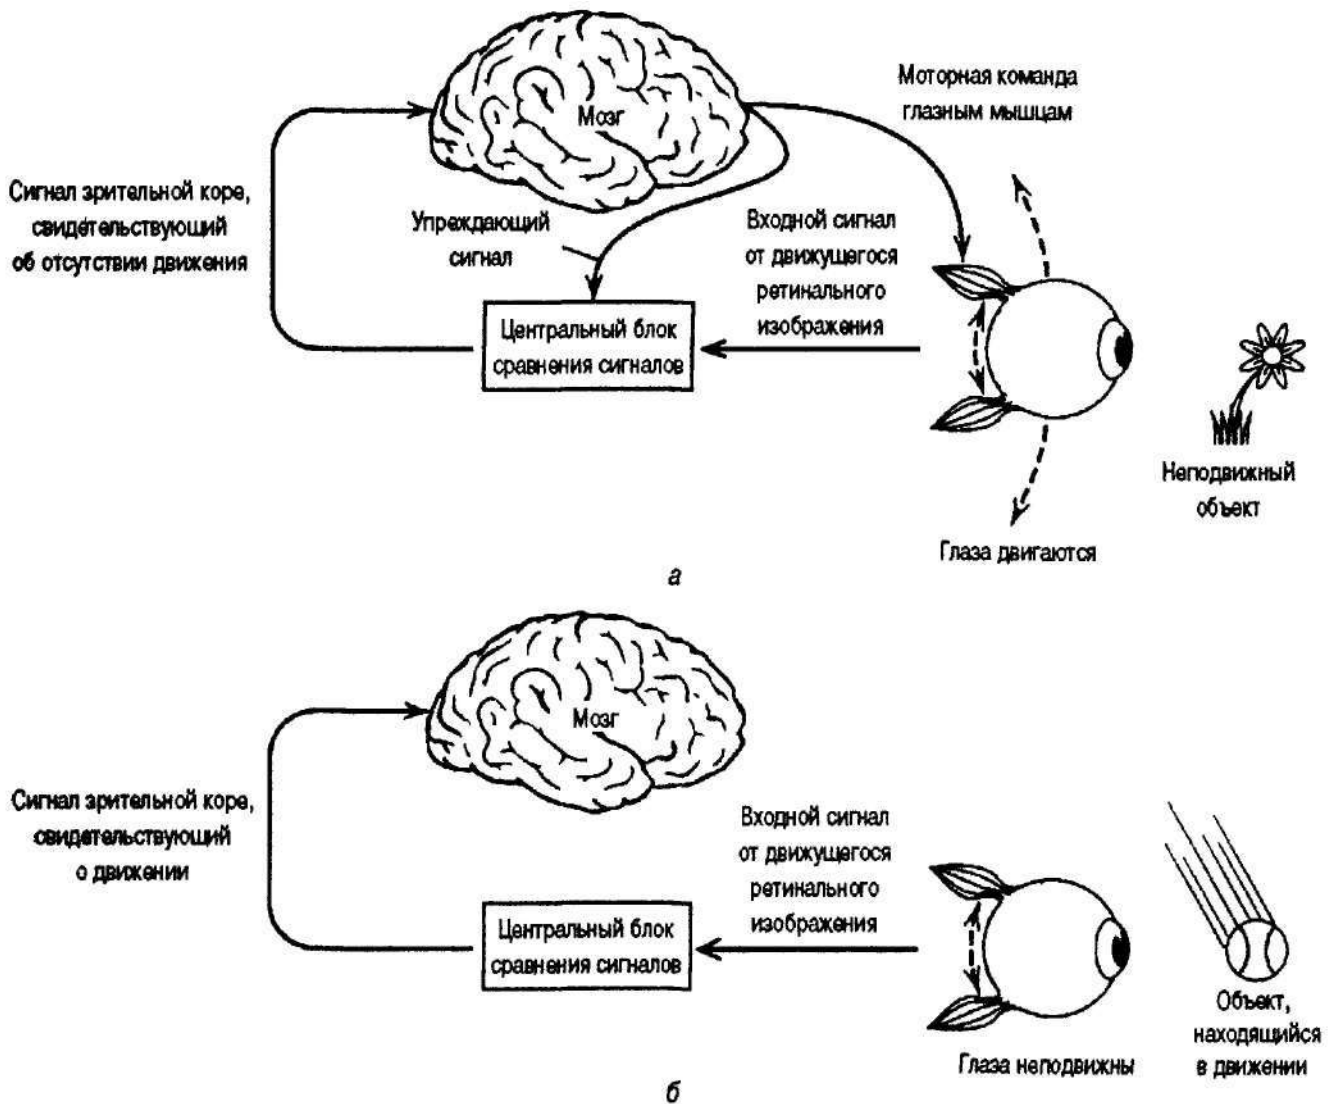 Мозг
Моторная команда
глазным мышцам
Сигнал зрительной коре,
свидетельствующий
об отсутствии движения
Упреждающий
сигнал
Входной сигнал
от движущегося
ретинального
изображения
Центральный блок
сравнения сигналов
Неподвижный
объект
Глаза двигаются
а
Мозг
Сигнал зрительной коре,
свидетельствующий
о движении
Входной сигнал
от движущегося
ретинального
изображения
Центральный блок
сравнения сигналов
Объект,
находящийся
в движении
Глаза неподвижны
б